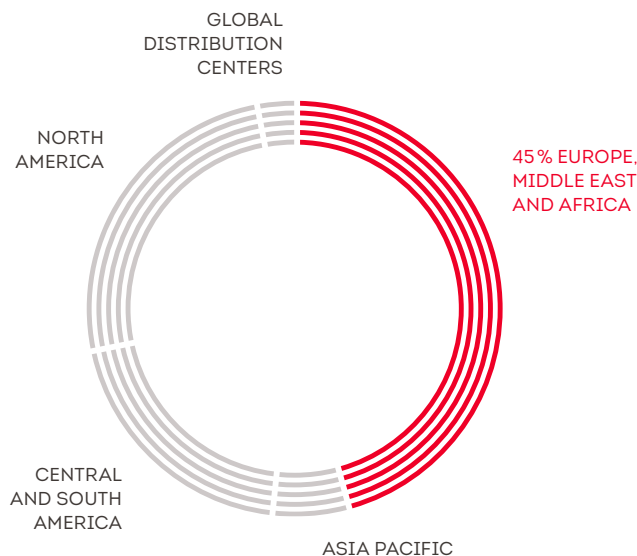 GLOBAL
DISTRIBUTION
CENTERS
NORTH
AMERICA
45% EUROPE,
MIDDLE EAST
AND AFRICA
CENTRAL
AND SOUTH
AMERICA
ASIA PACIFIC